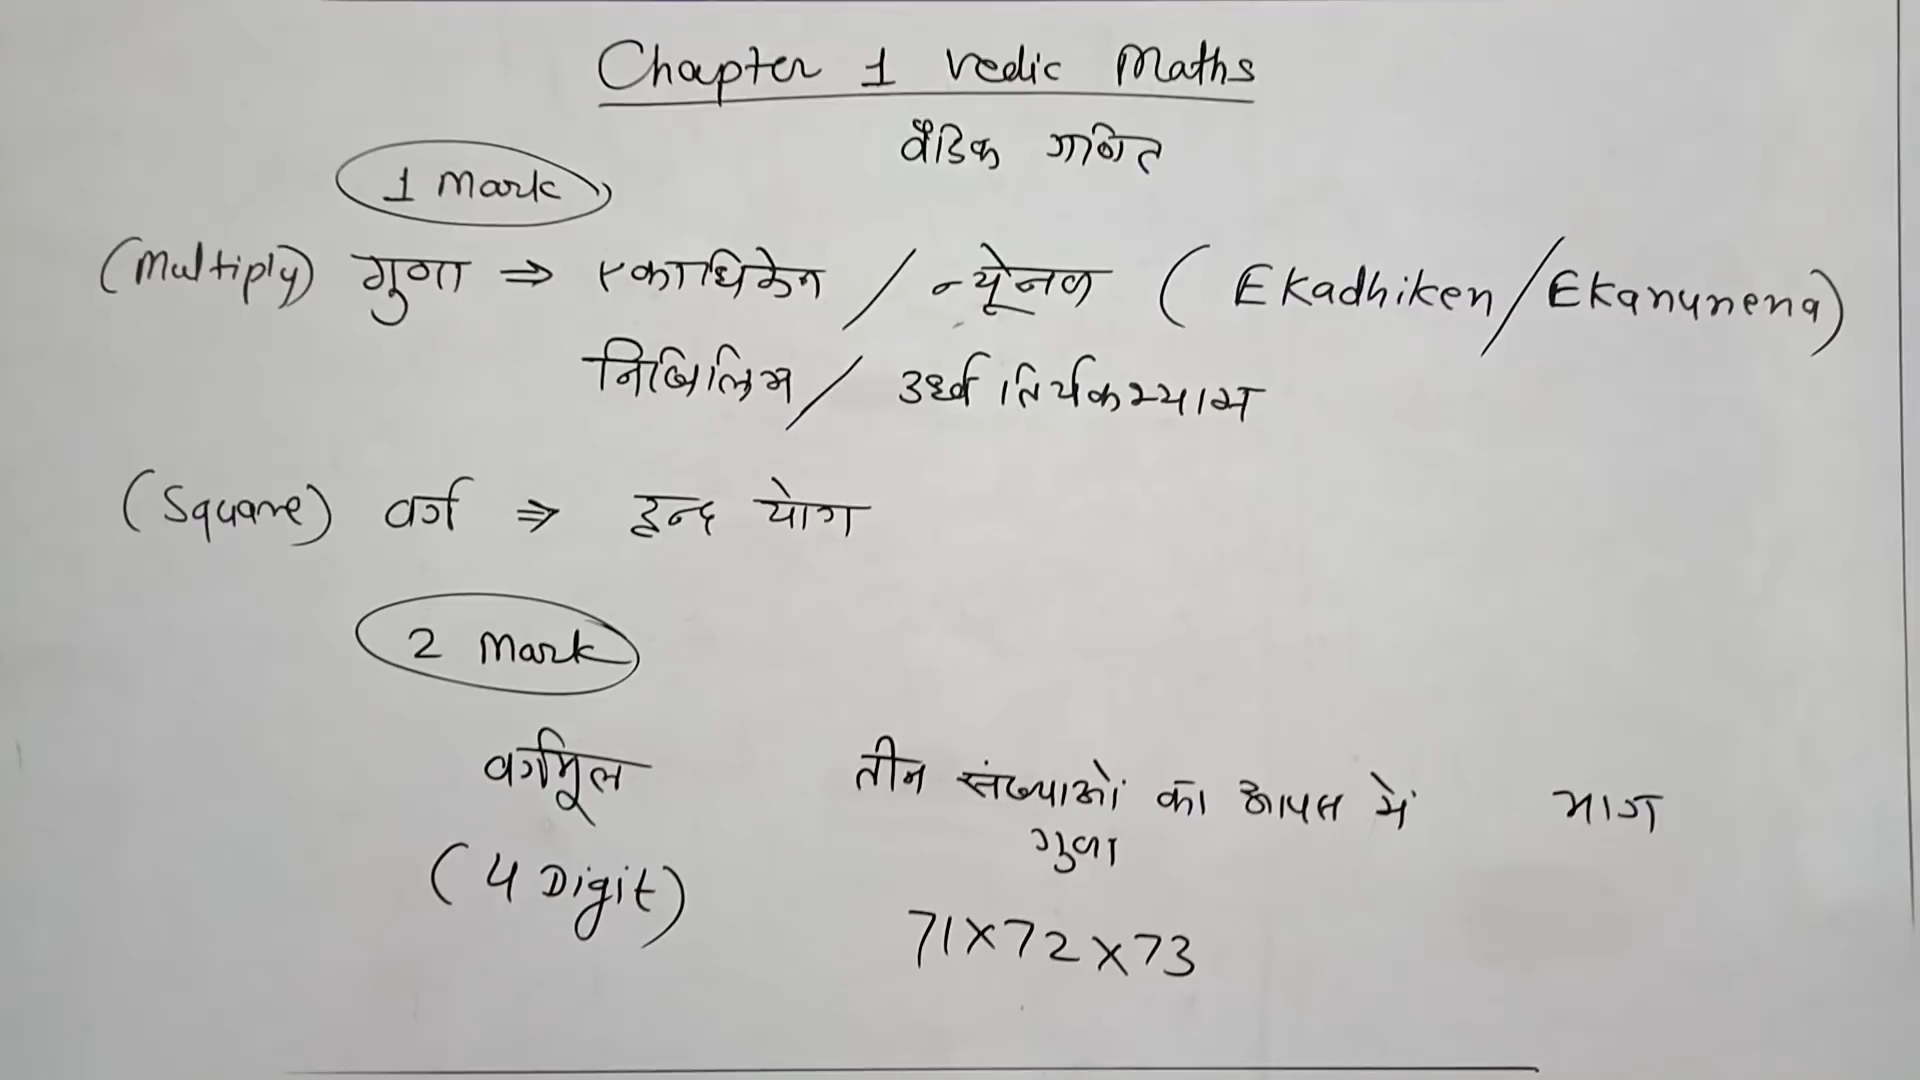 Chapter 1 Vedic Maths
वैदिक गणित
1 Mark
(Multiply) गुणा ⇒ एकाधिकेन / न्यूनेन (Ekadhiken/Ekanunena)
निखिलम / उर्ध्व तिर्यकभ्याम
(Square) वर्ग ⇒ द्वन्द योग
2 Mark
वर्गमूल तीन संख्याओं का आपस में भाग
गुणा
(4 Digit)
71×72×73